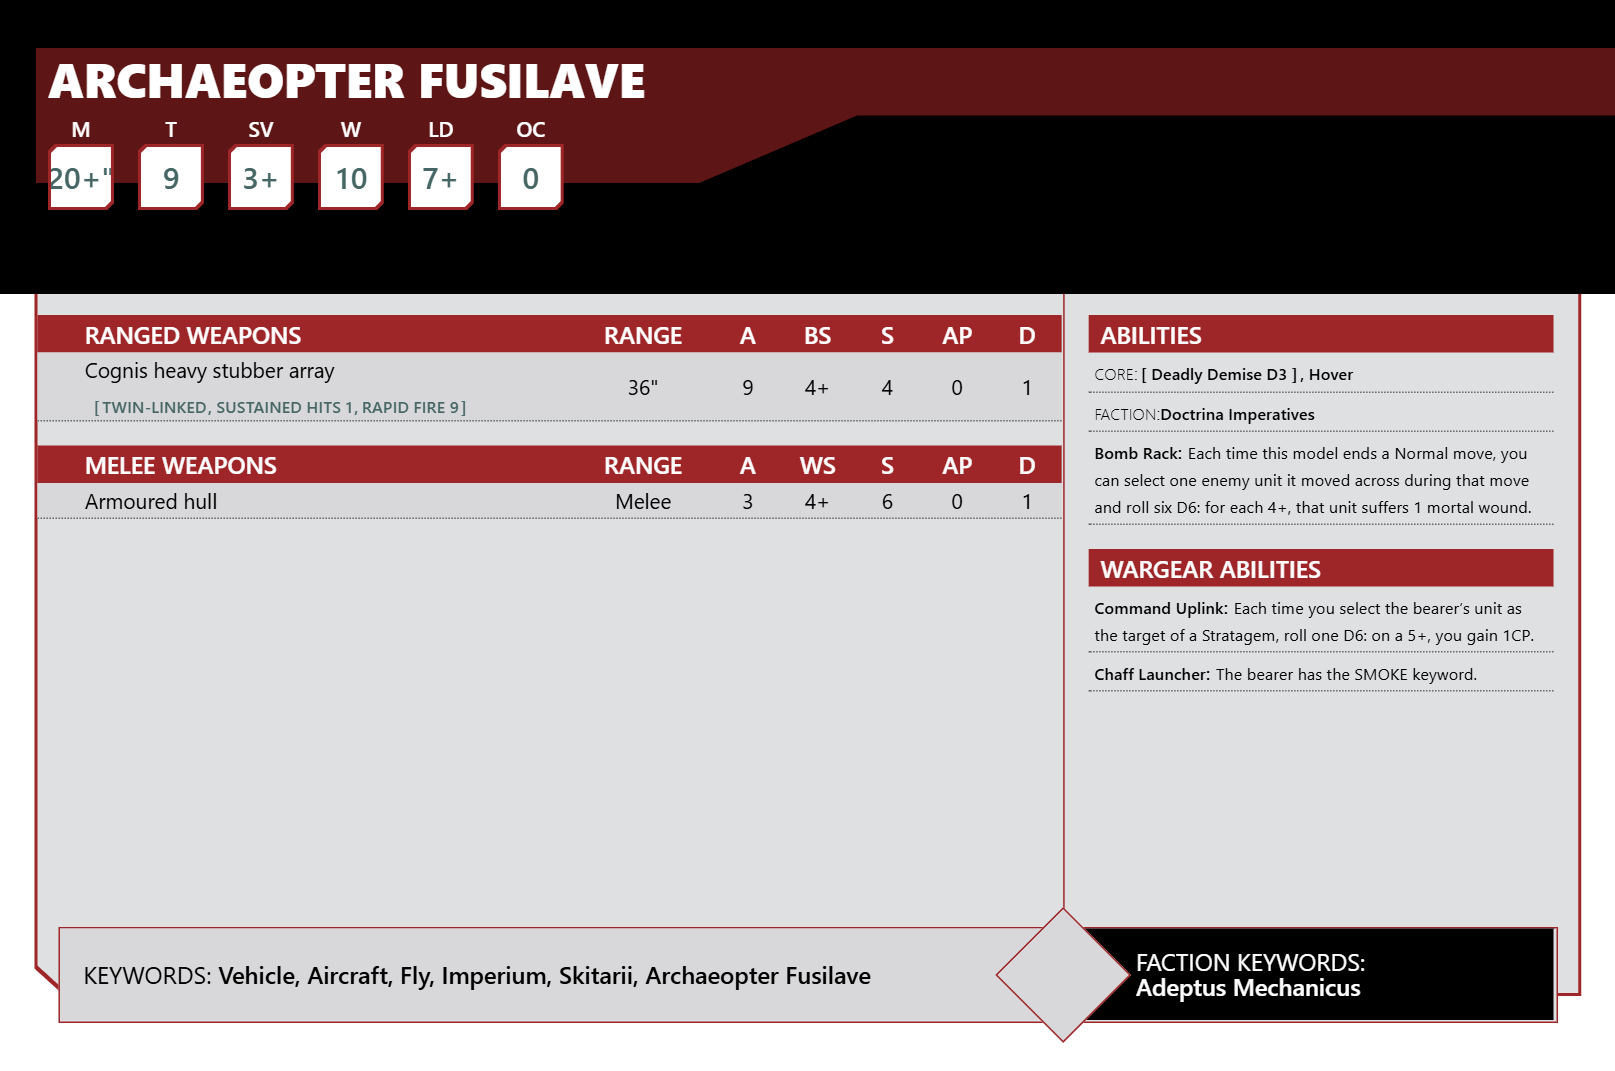 ARCHAEOPTER FUSILAVE
M T SV W LD OC
20+" 9 3+ 10 7+ 0
RANGED WEAPONS RANGE A BS S AP D
Cognis heavy stubber array 36" 9 4+ 4 0 1
[TWIN-LINKED, SUSTAINED HITS 1, RAPID FIRE 9]
MELEE WEAPONS RANGE A WS S AP D
Armoured hull Melee 3 4+ 6 0 1
ABILITIES
CORE: [ Deadly Demise D3 ] , Hover
FACTION:Doctrina Imperatives
Bomb Rack: Each time this model ends a Normal move, you
can select one enemy unit it moved across during that move
and roll six D6: for each 4+, that unit suffers 1 mortal wound.
WARGEAR ABILITIES
Command Uplink: Each time you select the bearer's unit as
the target of a Stratagem, roll one D6: on a 5+, you gain 1CP.
Chaff Launcher: The bearer has the SMOKE keyword.
KEYWORDS: Vehicle, Aircraft, Fly, Imperium, Skitarii, Archaeopter Fusilave
FACTION KEYWORDS:
Adeptus Mechanicus